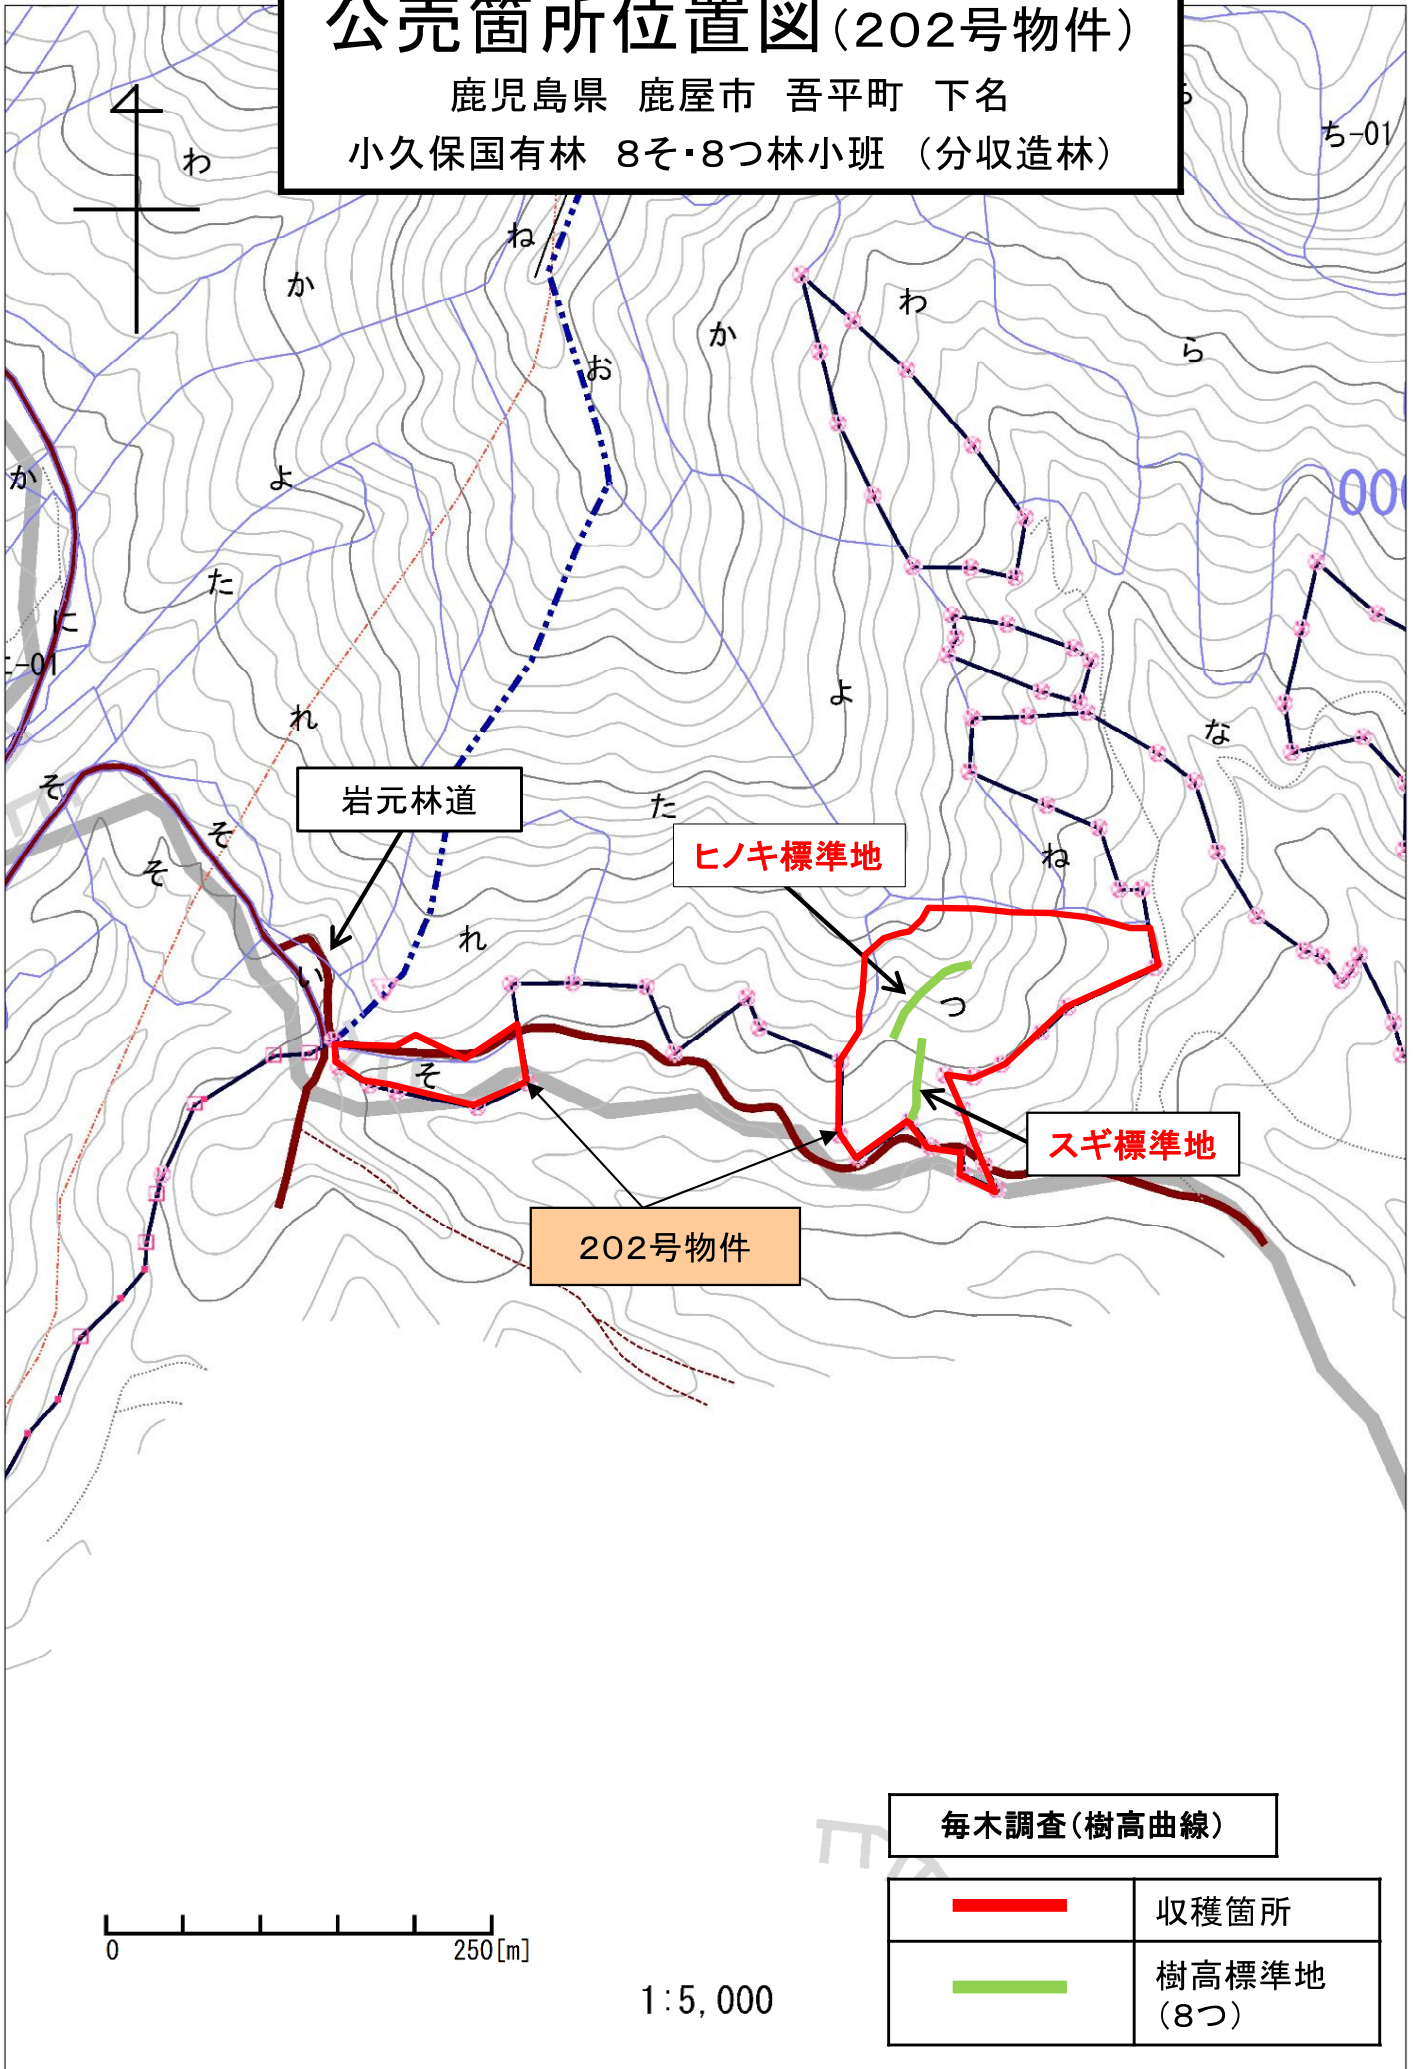 公売箇所位置図(202号物件)
鹿児島県 鹿屋市 吾平町 下名
小久保国有林 8そ・8つ林小班 (分収造林)
ち-01
わ
ね
か
わ
か
ら
お
か
よ
00
た
に
-01
よ
れ
な
そ
岩元林道
た
そ
ヒノキ標準地
ね
そ
れ
い
つ
そ
スギ標準地
202号物件
毎木調査(樹高曲線)
収穫箇所
樹高標準地
(8つ)
0 250[m]
1:5,000